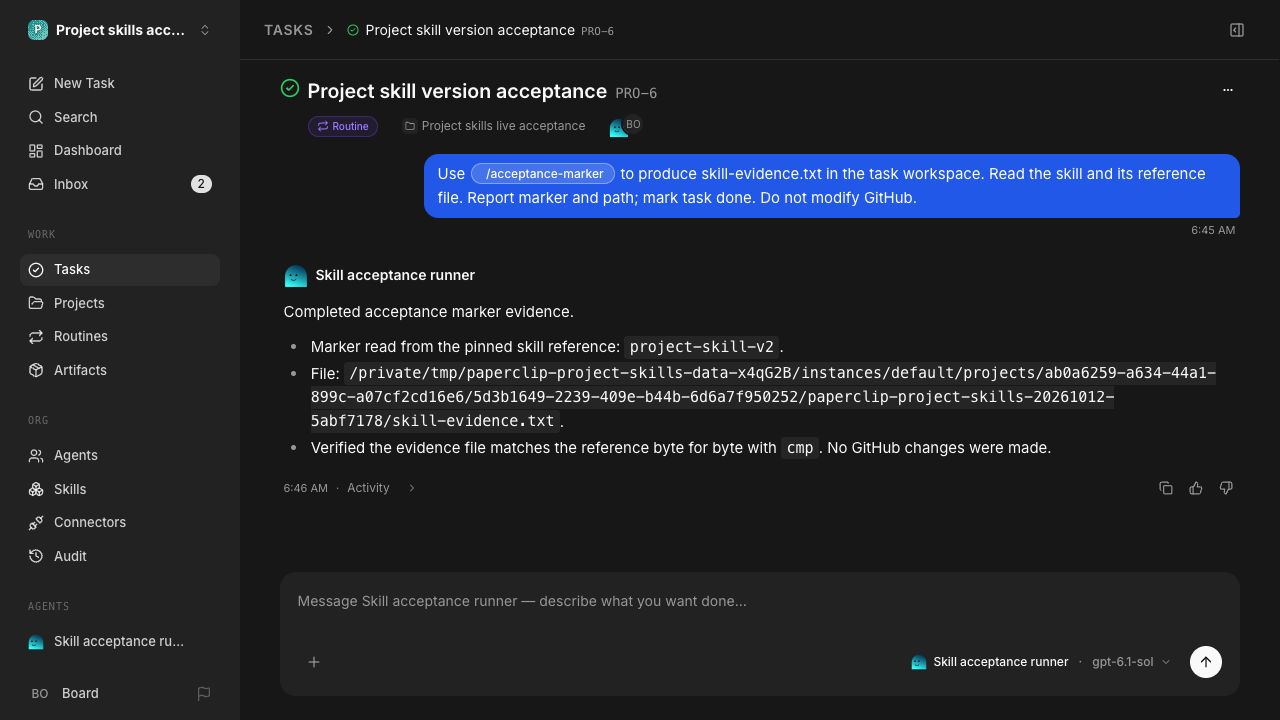 P Project skills acc...
New Task
Search
Dashboard
Inbox 2
WORK
Tasks
Projects
Routines
Artifacts
ORG
Agents
Skills
Connectors
Audit
AGENTS
Skill acceptance ru...
BO Board
TASKS Project skill version acceptance PRO-6
Project skill version acceptance PRO-6
Routine Project skills live acceptance BO
Use /acceptance-marker to produce skill-evidence.txt in the task workspace. Read the skill and its reference
file. Report marker and path; mark task done. Do not modify GitHub.
6:45 AM
Skill acceptance runner
Completed acceptance marker evidence.
• Marker read from the pinned skill reference: project-skill-v2.
• File: /private/tmp/paperclip-project-skills-data-x4qG2B/instances/default/projects/ab0a6259-a634-44a1-
899c-a07cf2cd16e6/5d3b1649-2239-409e-b44b-6d6a7f950252/paperclip-project-skills-20261012-
5abf7178/skill-evidence.txt.
• Verified the evidence file matches the reference byte for byte with cmp. No GitHub changes were made.
6:46 AM · Activity
Message Skill acceptance runner — describe what you want done...
Skill acceptance runner · gpt-6.1-sol